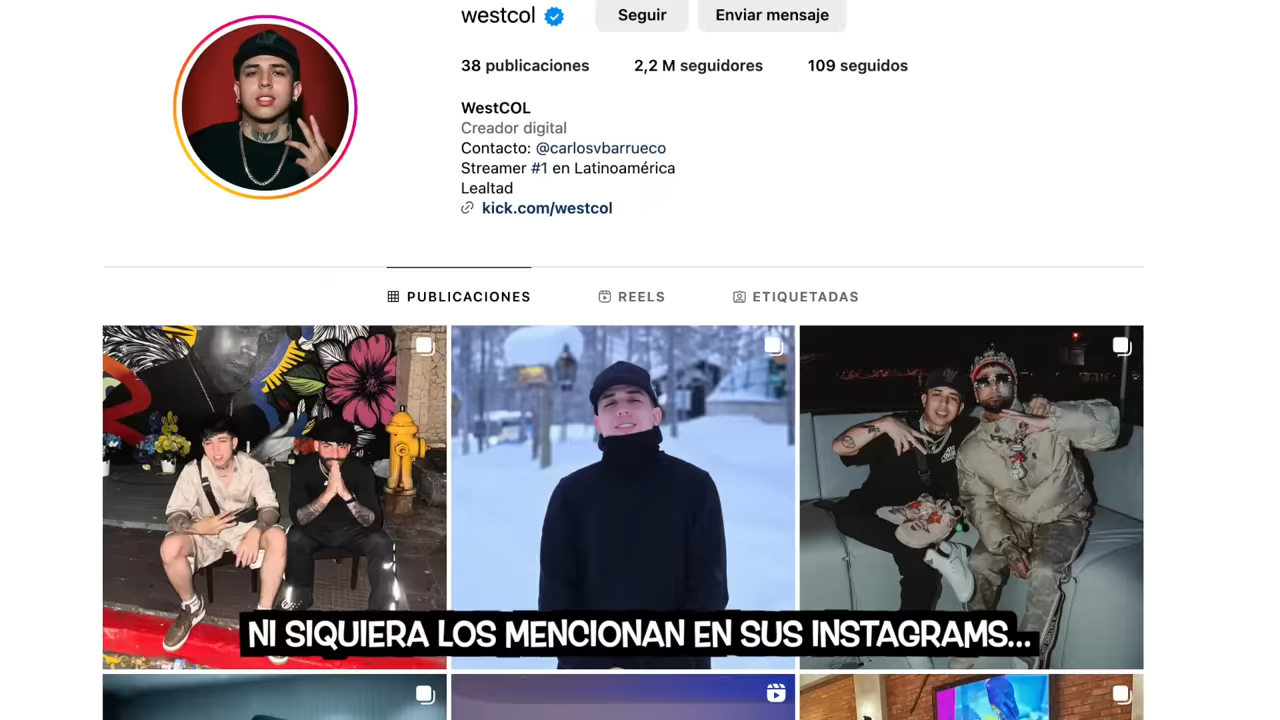 westcol Seguir Enviar mensaje
38 publicaciones 2,2 M seguidores 109 seguidos
WestCOL
Creador digital
Contacto: @carlosvbarrueco
Streamer #1 en Latinoamérica
Lealtad
kick.com/westcol
PUBLICACIONES REELS ETIQUETADAS
NI SIQUIERA LOS MENCIONAN EN SUS INSTAGRAMS...